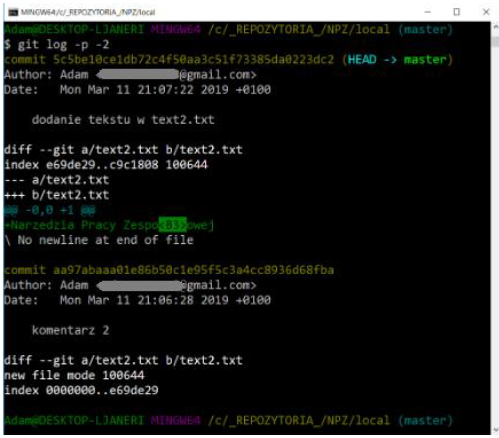 MINGW64:/c/_REPOZYTORIA_/NPZ/local
Adam@DESKTOP-LJANERI MINGW64 /c/_REPOZYTORIA_/NPZ/local (master)
$ git log -p -2
commit 5c5be10ce1db72c4f50aa3c51f73385da0223dc2 (HEAD -> master)
Author: Adam < @gmail.com>
Date:   Mon Mar 11 21:07:22 2019 +0100
dodanie tekstu w text2.txt
diff --git a/text2.txt b/text2.txt
index e69de29..c9c1808 100644
--- a/text2.txt
+++ b/text2.txt
@@ -0,0 +1 @@
+Narzedzia Pracy Zespo<B3>owej
\ No newline at end of file
commit aa97abaaa01e86b50c1e95f5c3a4cc8936d68fba
Author: Adam < @gmail.com>
Date:   Mon Mar 11 21:06:28 2019 +0100
komentarz 2
diff --git a/text2.txt b/text2.txt
new file mode 100644
index 0000000..e69de29
Adam@DESKTOP-LJANERI MINGW64 /c/_REPOZYTORIA_/NPZ/local (master)